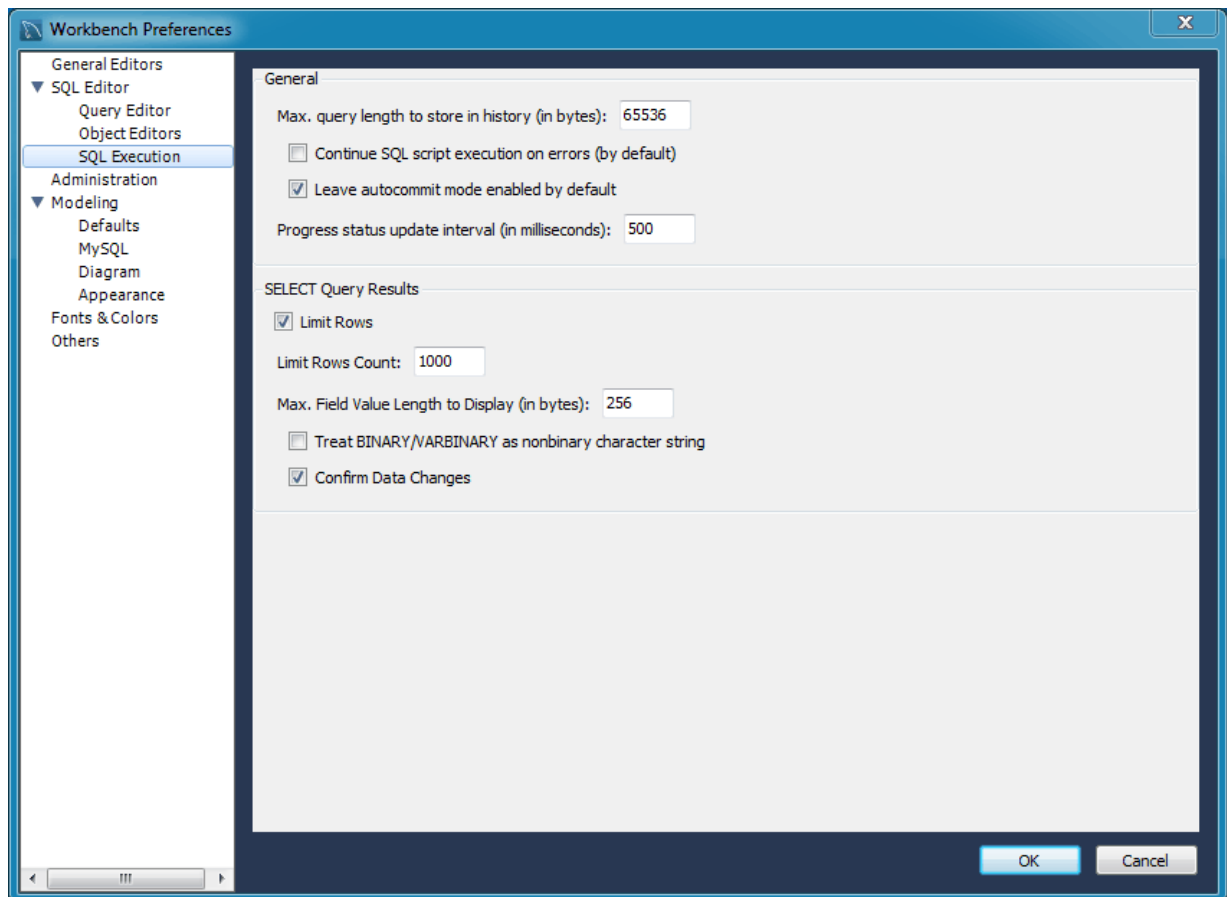 Workbench Preferences
General Editors
SQL Editor
Query Editor
Object Editors
SQL Execution
Administration
Modeling
Defaults
MySQL
Diagram
Appearance
Fonts & Colors
Others
General
Max. query length to store in history (in bytes): 65536
Continue SQL script execution on errors (by default)
Leave autocommit mode enabled by default
Progress status update interval (in milliseconds): 500
SELECT Query Results
Limit Rows
Limit Rows Count: 1000
Max. Field Value Length to Display (in bytes): 256
Treat BINARY/VARBINARY as nonbinary character string
Confirm Data Changes
OK Cancel